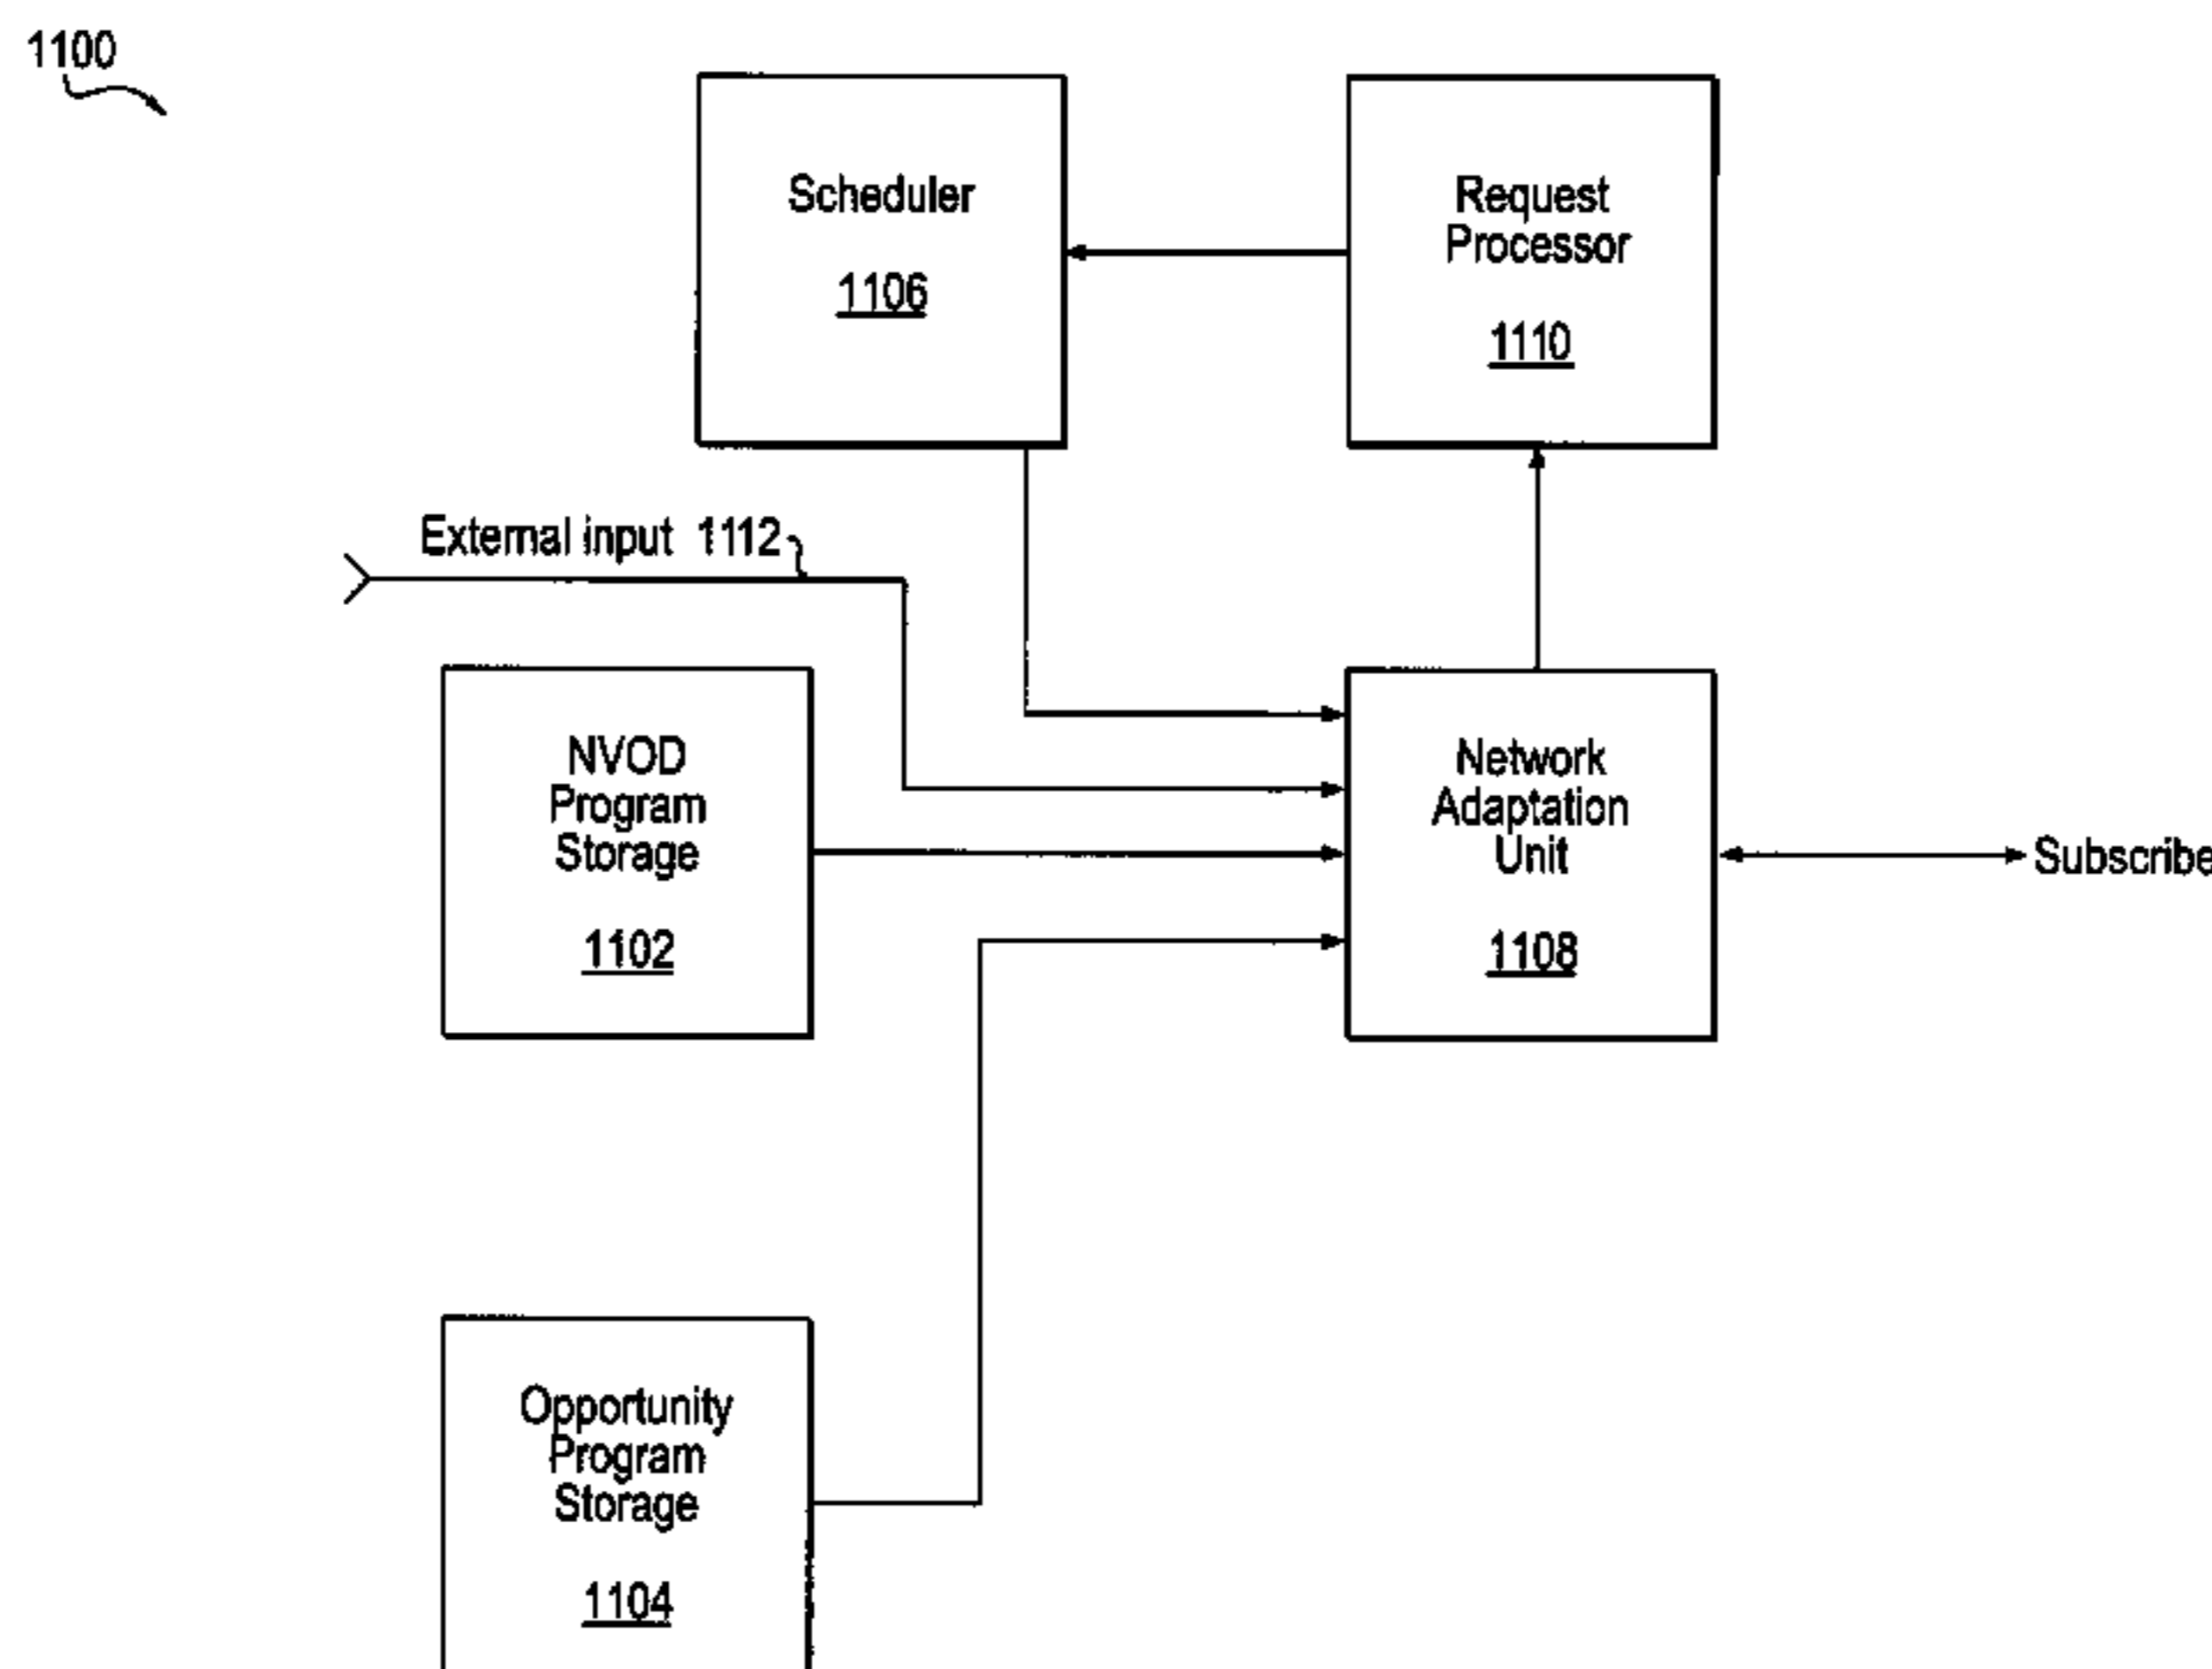 1100
Scheduler
1106
Request
Processor
1110
External input 1112
NVOD
Program
Storage
1102
Network
Adaptation
Unit
1108
Subscribe
Opportunity
Program
Storage
1104